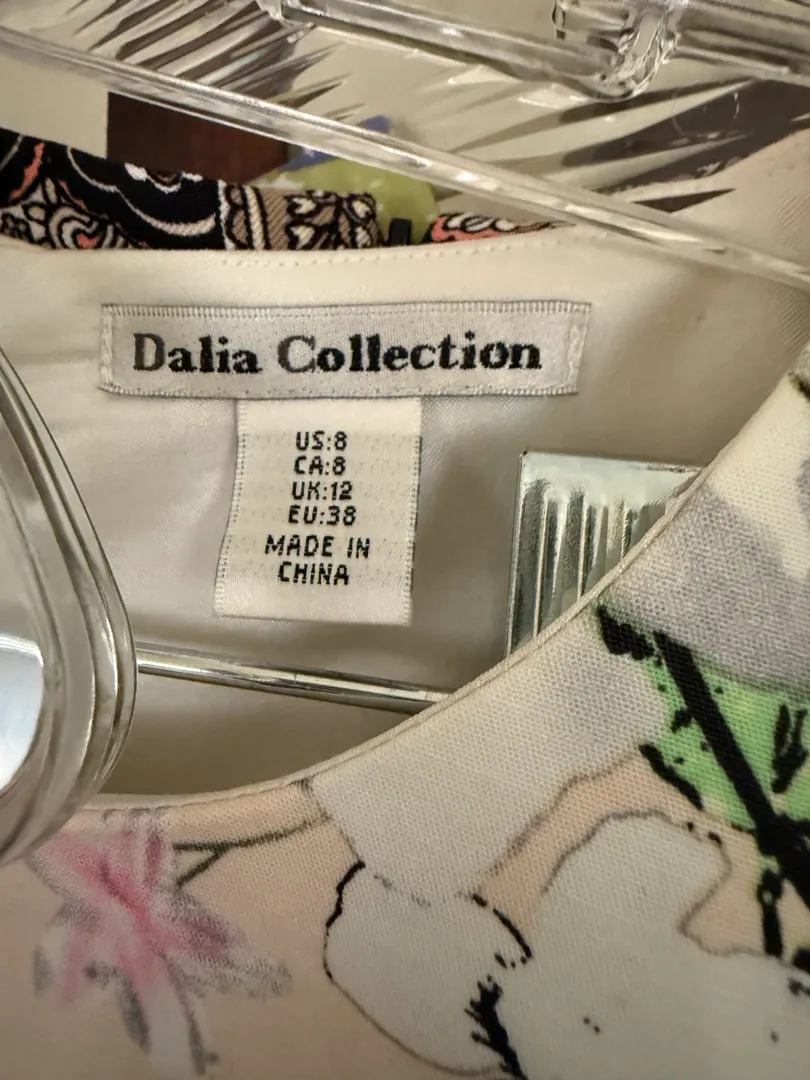 Dalia Collection
US:8
CA:8
UK:12
EU:38
MADE IN
CHINA